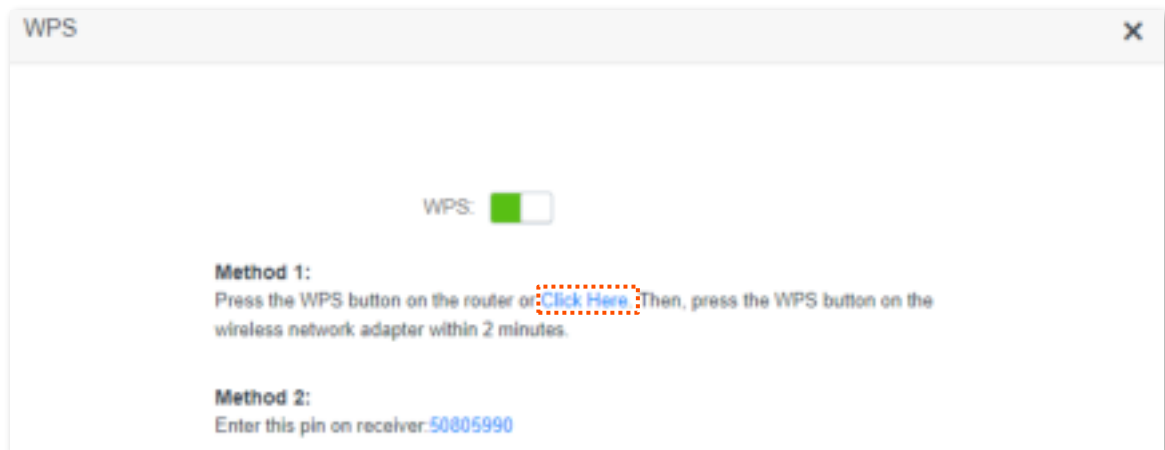 WPS
WPS:
Method 1:
Press the WPS button on the router or Click Here. Then, press the WPS button on the
wireless network adapter within 2 minutes.
Method 2:
Enter this pin on receiver:50805990